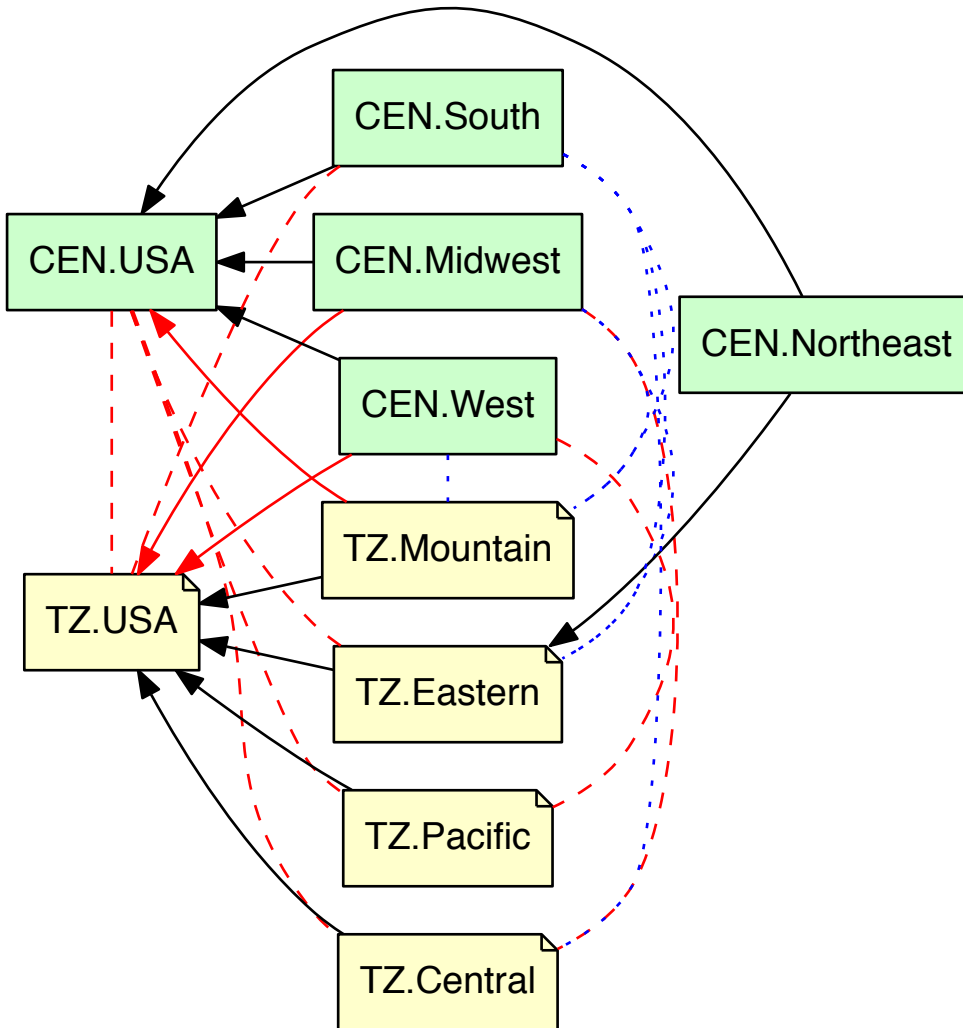 CEN.South
CEN.USA
CEN.Midwest
CEN.Northeast
CEN.West
TZ.Mountain
TZ.USA
TZ.Eastern
TZ.Pacific
TZ.Central